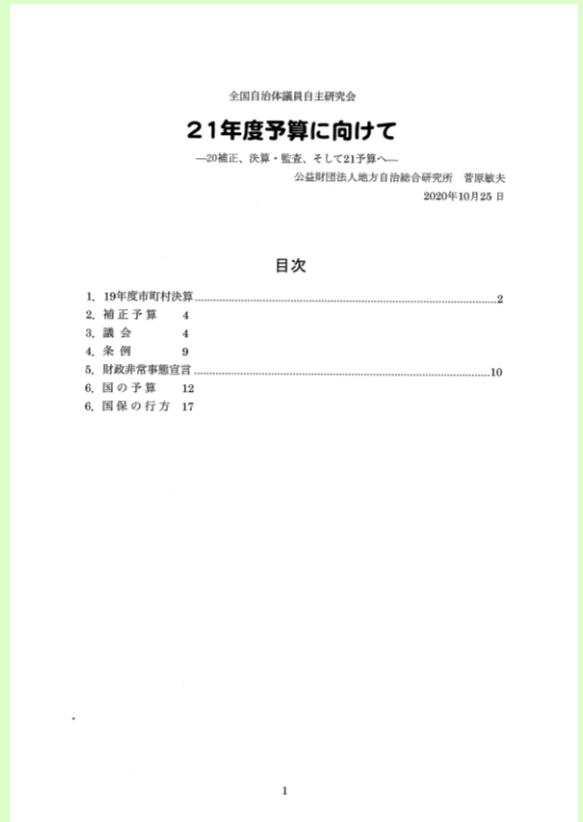 全国自治体議員自主研究会
21年度予算に向けて
―20補正、決算・監査、そして21予算へ―
公益財団法人地方自治総合研究所　菅原敏夫
2020年10月25日
目次
1. 19年度市町村決算........................................2
2. 補正予算　4
3. 議会　4
4. 条例　9
5. 財政非常事態宣言........................................10
6. 国の予算　12
6. 国保の行方　17
1